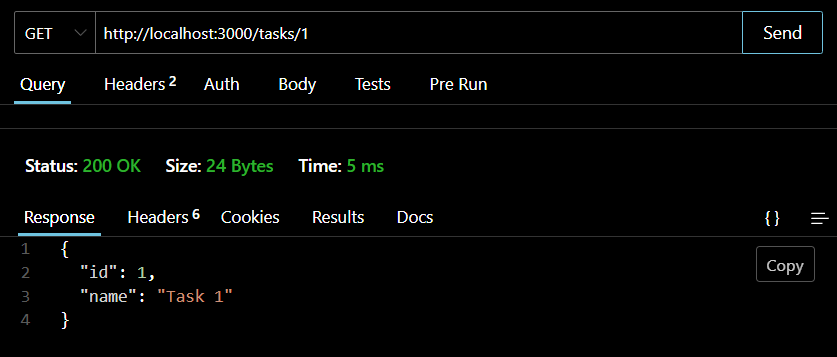 GET http://localhost:3000/tasks/1 Send
Query Headers 2 Auth Body Tests Pre Run
Status: 200 OK Size: 24 Bytes Time: 5 ms
Response Headers 6 Cookies Results Docs {}
1 {
Copy
2 "id": 1,
3 "name": "Task 1"
4 }